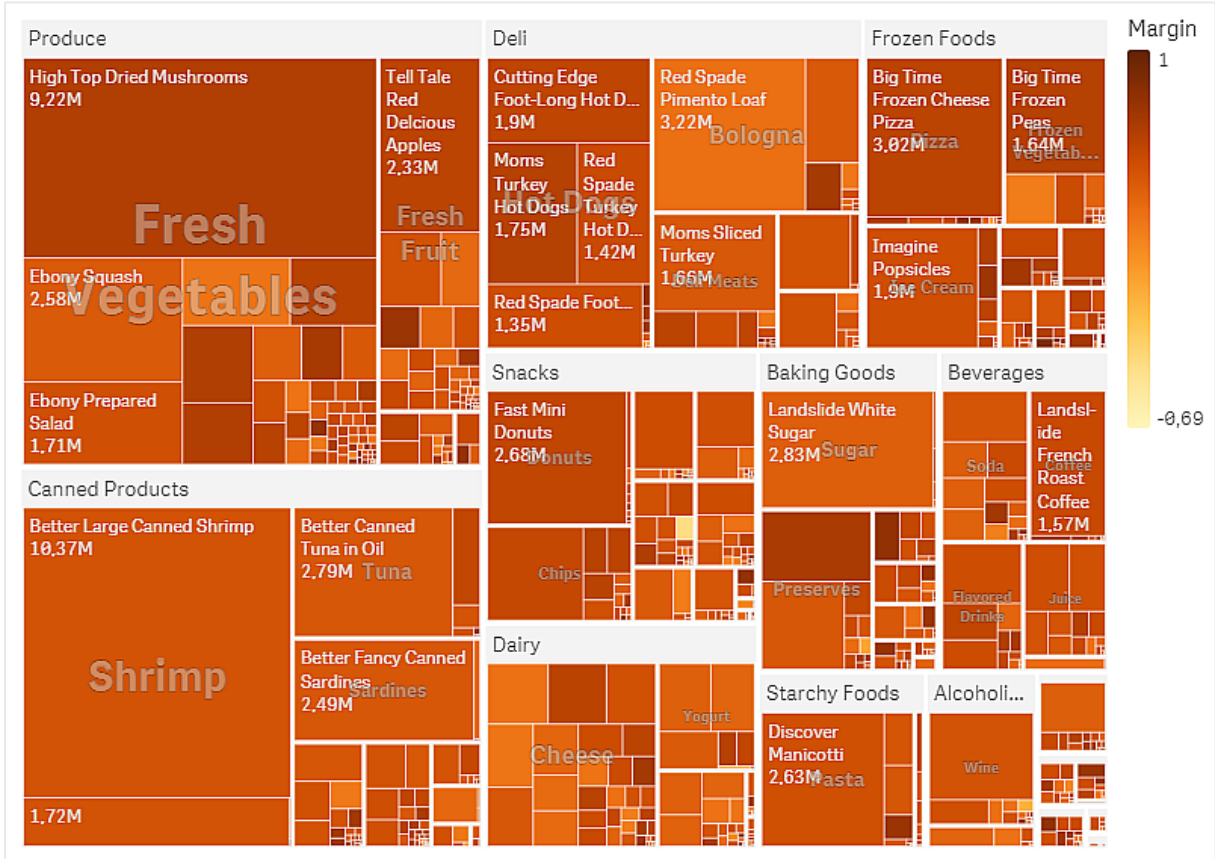 Produce
High Top Dried Mushrooms
9,22M
Tell Tale
Red
Delcious
Apples
2,33M
Fresh
Vegetables
Fresh
Fruit
Ebony Squash
2,58M
Ebony Prepared
Salad
1,71M
Deli
Cutting Edge
Foot-Long Hot D...
1,9M
Moms
Turkey
Hot Dogs
1,75M
Red
Spade
Turkey
Hot D...
1,42M
Hot Dogs
Red Spade Foot...
1,35M
Red Spade
Pimento Loaf
3,22M
Bologna
Moms Sliced
Turkey
1,66M
Deli Meats
Frozen Foods
Big Time
Frozen Cheese
Pizza
3,02M
Pizza
Big Time
Frozen
Peas
1,64M
Frozen
Vegetab...
Imagine
Popsicles
1,9M
Ice Cream
Margin
1
-0,69
Canned Products
Better Large Canned Shrimp
10,37M
Shrimp
1,72M
Better Canned
Tuna in Oil
2,79M
Tuna
Better Fancy Canned
Sardines
2,49M
Sardines
Snacks
Fast Mini
Donuts
2,68M
Donuts
Chips
Dairy
Cheese
Yogurt
Baking Goods
Landslide White
Sugar
2,83M
Sugar
Preserves
Beverages
Soda
Landsl-
ide
French
Roast
Coffee
1,57M
Coffee
Flavored
Drinks
Juice
Starchy Foods
Discover
Manicotti
2,63M
Pasta
Alcoholi...
Wine